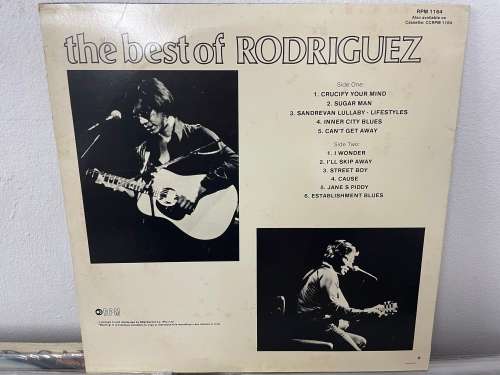 RPM 1164
Also available on
Cassette: CCRPM 1164
the best of RODRIGUEZ
Side One:
1. CRUCIFY YOUR MIND
2. SUGAR MAN
3. SANDREVAN LULLABY - LIFESTYLES
4. INNER CITY BLUES
5. CAN'T GET AWAY
Side Two:
1. I WONDER
2. I'LL SKIP AWAY
3. STREET BOY
4. CAUSE
5. JANE S PIDDY
6. ESTABLISHMENT BLUES
RPM